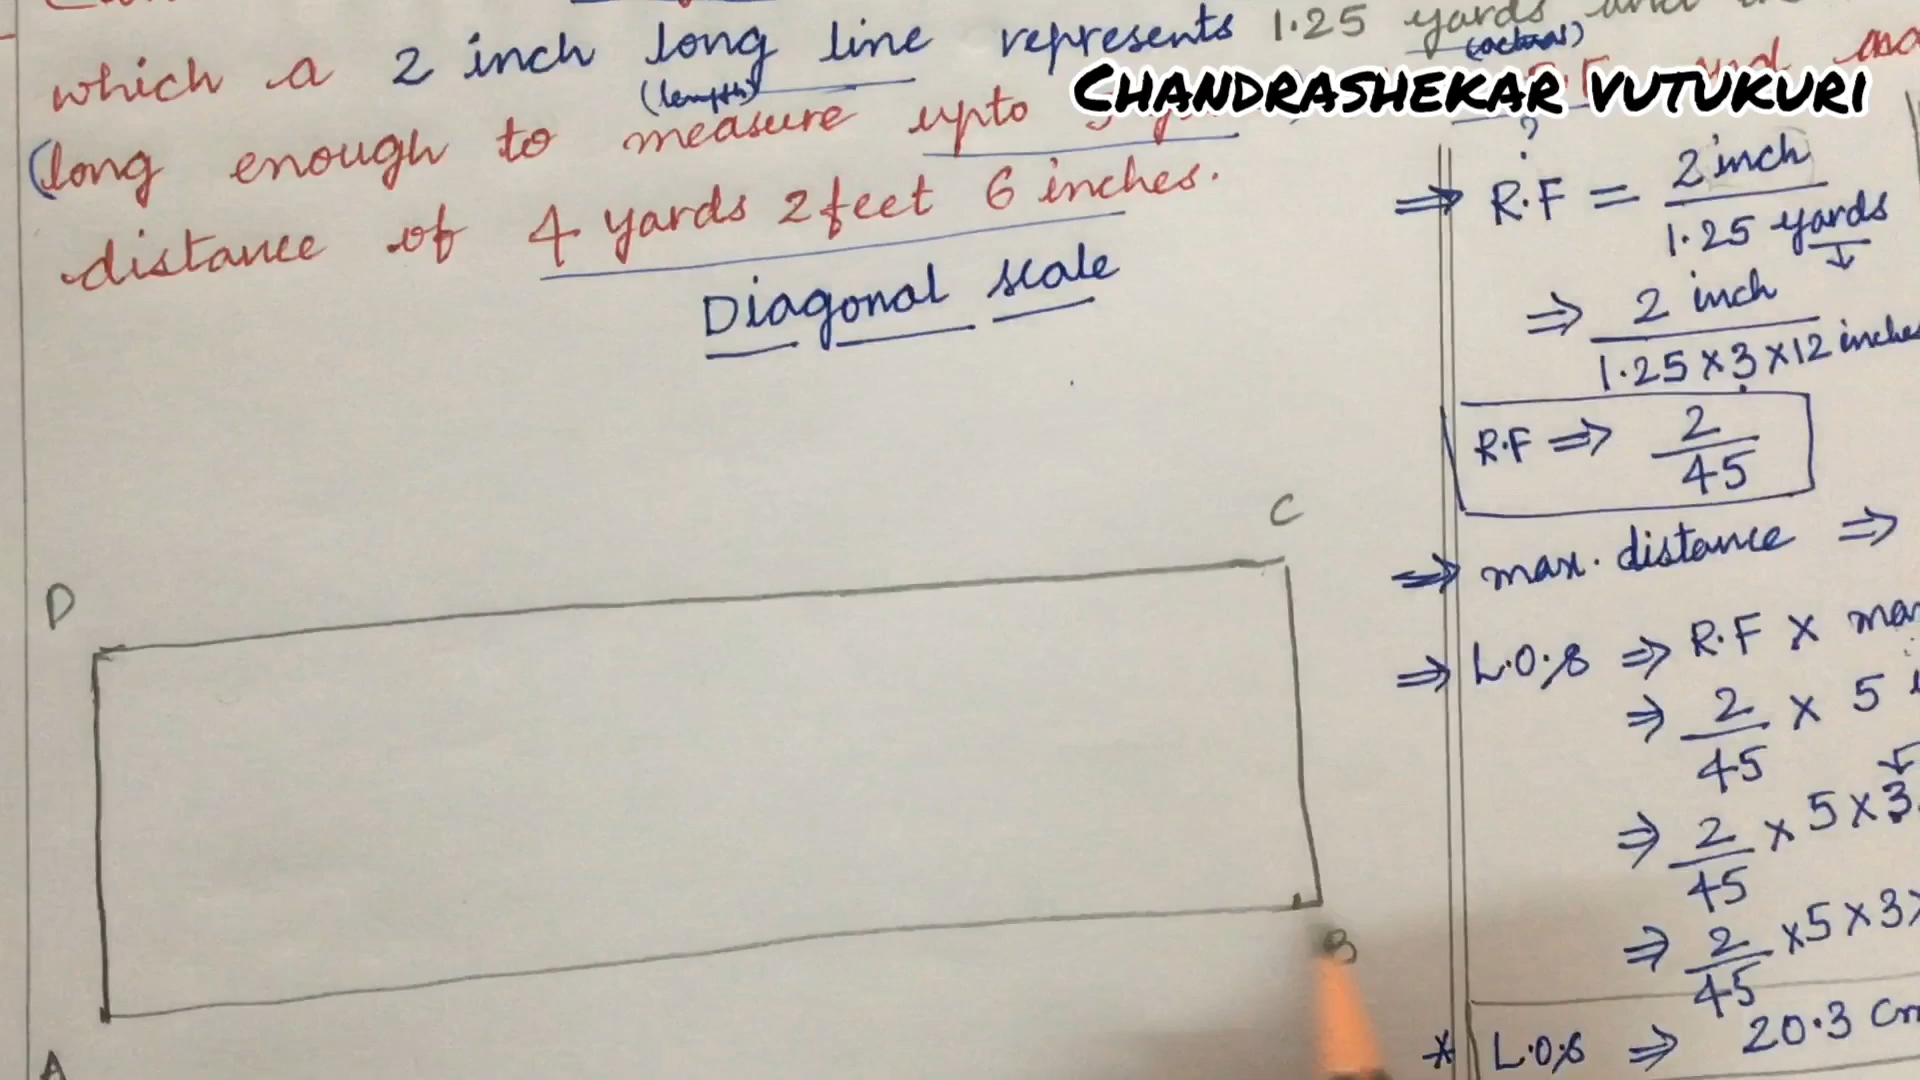 which a 2 inch long line represents 1.25 yards
(length) (actual)
CHANDRASHEKAR VUTUKURI
(long enough to measure upto
distance of 4 yards 2 feet 6 inches.
Diagonal scale
?
⇒ R.F = 2 inch / 1.25 yards
⇒ 2 inch / 1.25 x 3 x 12 inches
R.F ⇒ 2/45
⇒ max. distance ⇒
⇒ L.O.S ⇒ R.F x
⇒ 2/45 x 5
⇒ 2/45 x 5 x 3
⇒ 2/45 x 5 x 3 x
* L.O.S ⇒ 20.3 cm
D
C
B
A